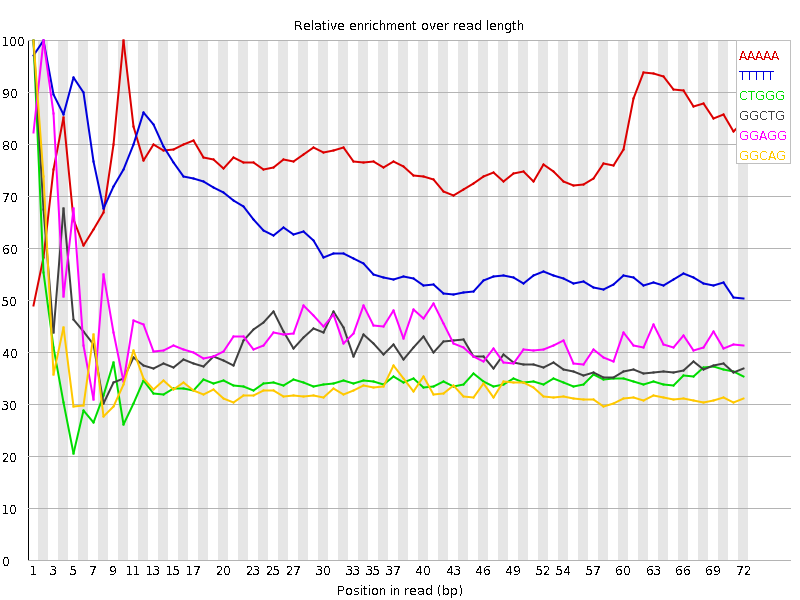 Relative enrichment over read length
100
90
80
70
60
50
40
30
20
10
0
AAAAA
TTTTT
CTGGG
GGCTG
GGAGG
GGCAG
1 3 5 7 9 11 13 15 17 20 23 25 27 30 33 35 37 40 43 46 49 52 54 57 60 63 66 69 72
Position in read (bp)